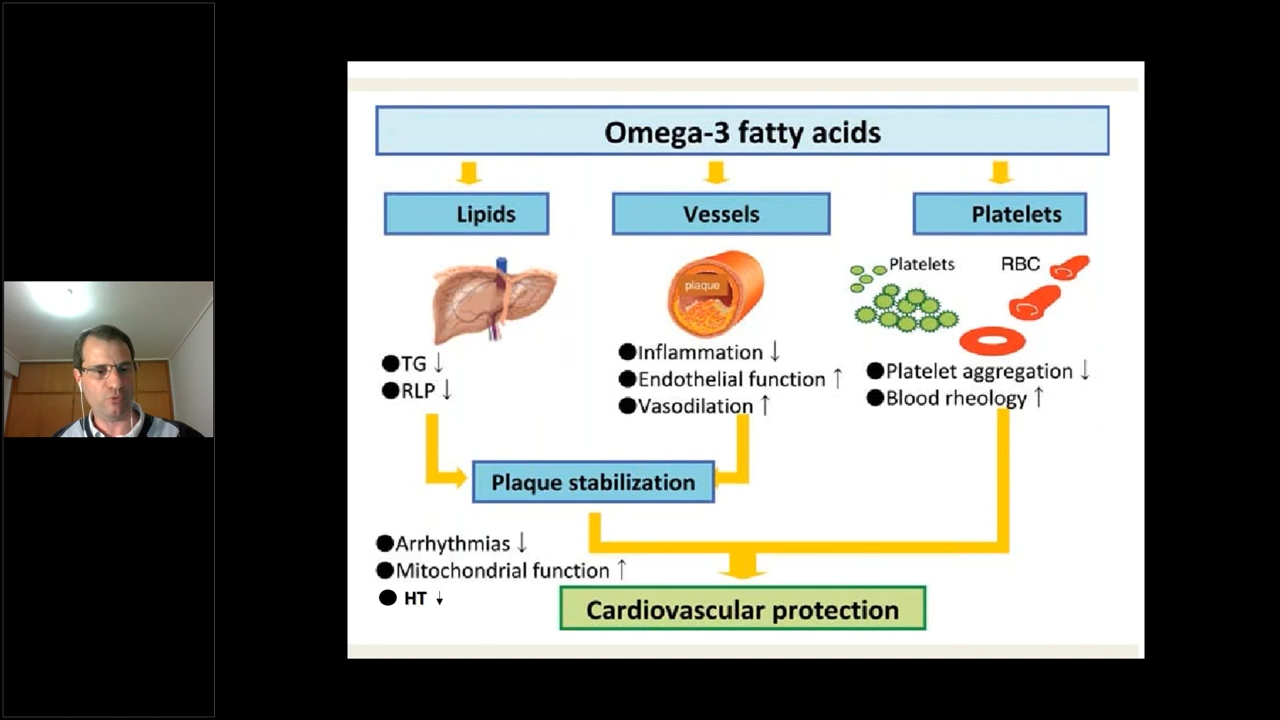 Omega-3 fatty acids
Lipids
Vessels
Platelets
Platelets
RBC
plaque
●TG ↓
●RLP ↓
●Inflammation ↓
●Endothelial function ↑
●Vasodilation ↑
●Platelet aggregation ↓
●Blood rheology ↑
Plaque stabilization
●Arrhythmias ↓
●Mitochondrial function ↑
● HT ↓
Cardiovascular protection